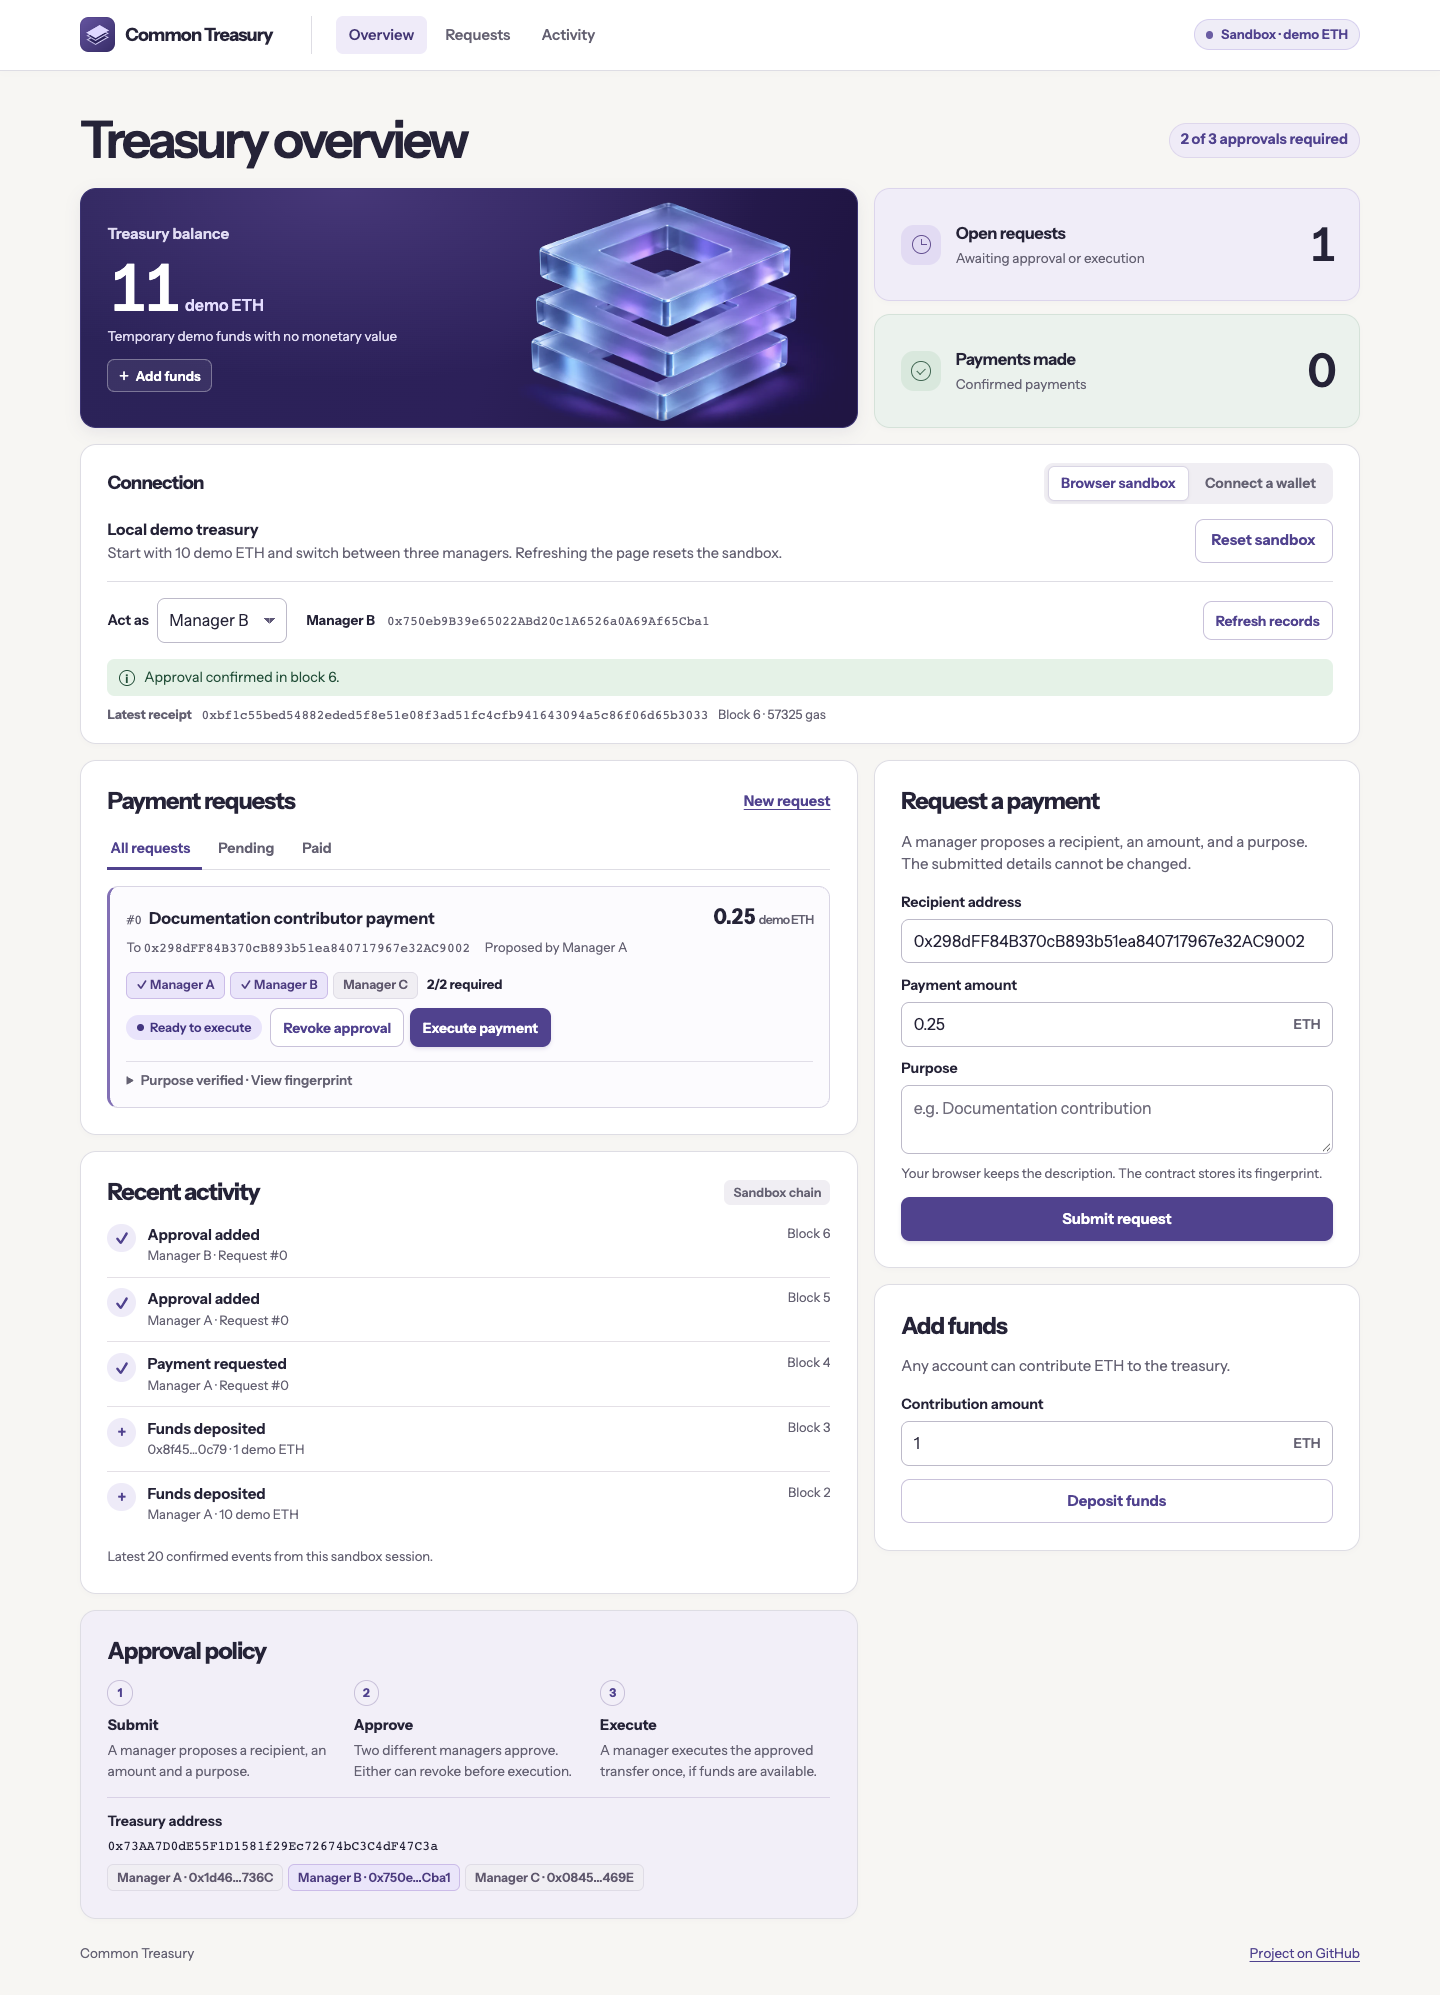 Common Treasury
Overview
Requests
Activity
Sandbox · demo ETH
Treasury overview
2 of 3 approvals required
Treasury balance
11 demo ETH
Temporary demo funds with no monetary value
+ Add funds
Open requests
Awaiting approval or execution
1
Payments made
Confirmed payments
0
Connection
Browser sandbox
Connect a wallet
Local demo treasury
Start with 10 demo ETH and switch between three managers. Refreshing the page resets the sandbox.
Reset sandbox
Act as
Manager B
Manager B 0x750eb9B39e65022ABd20c1A6526a0A69Af65Cba1
Refresh records
Approval confirmed in block 6.
Latest receipt 0xbf1c55bed54882eded5f8e51e08f3ad51fc4cfb941643094a5c86f06d65b3033 Block 6 · 57325 gas
Payment requests
New request
All requests
Pending
Paid
#0 Documentation contributor payment
0.25 demo ETH
To 0x298dFF84B370cB893b51ea840717967e32AC9002 Proposed by Manager A
✓ Manager A
✓ Manager B
Manager C
2/2 required
Ready to execute
Revoke approval
Execute payment
Purpose verified · View fingerprint
Request a payment
A manager proposes a recipient, an amount, and a purpose.
The submitted details cannot be changed.
Recipient address
0x298dFF84B370cB893b51ea840717967e32AC9002
Payment amount
0.25
ETH
Purpose
e.g. Documentation contribution
Your browser keeps the description. The contract stores its fingerprint.
Submit request
Recent activity
Sandbox chain
Approval added
Block 6
Manager B · Request #0
Approval added
Block 5
Manager A · Request #0
Payment requested
Block 4
Manager A · Request #0
Funds deposited
Block 3
0x8f45…0c79 · 1 demo ETH
Funds deposited
Block 2
Manager A · 10 demo ETH
Latest 20 confirmed events from this sandbox session.
Add funds
Any account can contribute ETH to the treasury.
Contribution amount
1
ETH
Deposit funds
Approval policy
1
Submit
A manager proposes a recipient, an
amount and a purpose.
2
Approve
Two different managers approve.
Either can revoke before execution.
3
Execute
A manager executes the approved
transfer once, if funds are available.
Treasury address
0x73AA7D0dE55F1D1581f29Ec72674bC3C4dF47C3a
Manager A · 0x1d46…736C
Manager B · 0x750e…Cba1
Manager C · 0x0845…469E
Common Treasury
Project on GitHub